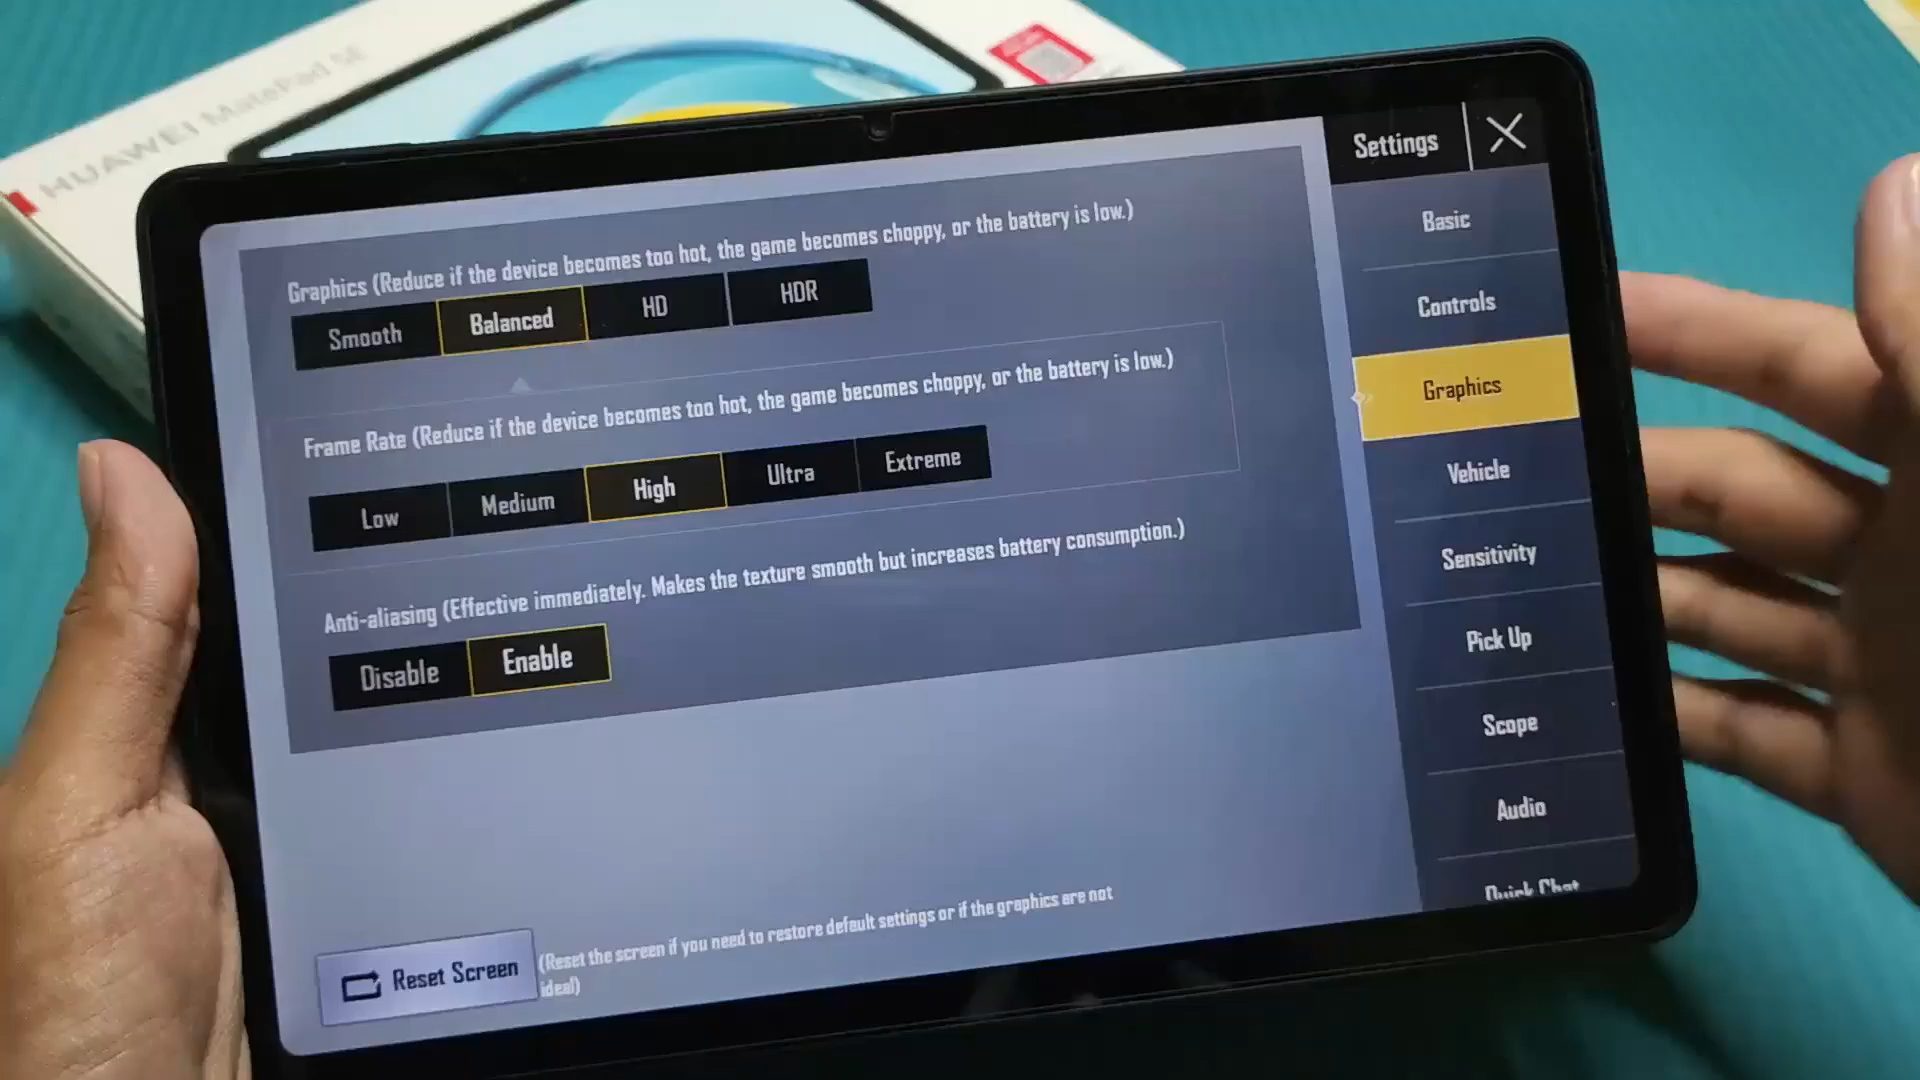 HUAWEI MatePad SE
Settings
Graphics (Reduce if the device becomes too hot, the game becomes choppy, or the battery is low.)
Smooth
Balanced
HD
HDR
Frame Rate (Reduce if the device becomes too hot, the game becomes choppy, or the battery is low.)
Low
Medium
High
Ultra
Extreme
Anti-aliasing (Effective immediately. Makes the texture smooth but increases battery consumption.)
Disable
Enable
Reset Screen
(Reset the screen if you need to restore default settings or if the graphics are not
ideal)
Basic
Controls
Graphics
Vehicle
Sensitivity
Pick Up
Scope
Audio
Quick Chat